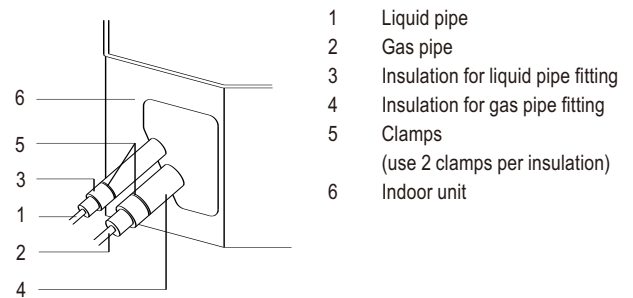 6
5
3
1
2
4
1 Liquid pipe
2 Gas pipe
3 Insulation for liquid pipe fitting
4 Insulation for gas pipe fitting
5 Clamps
(use 2 clamps per insulation)
6 Indoor unit